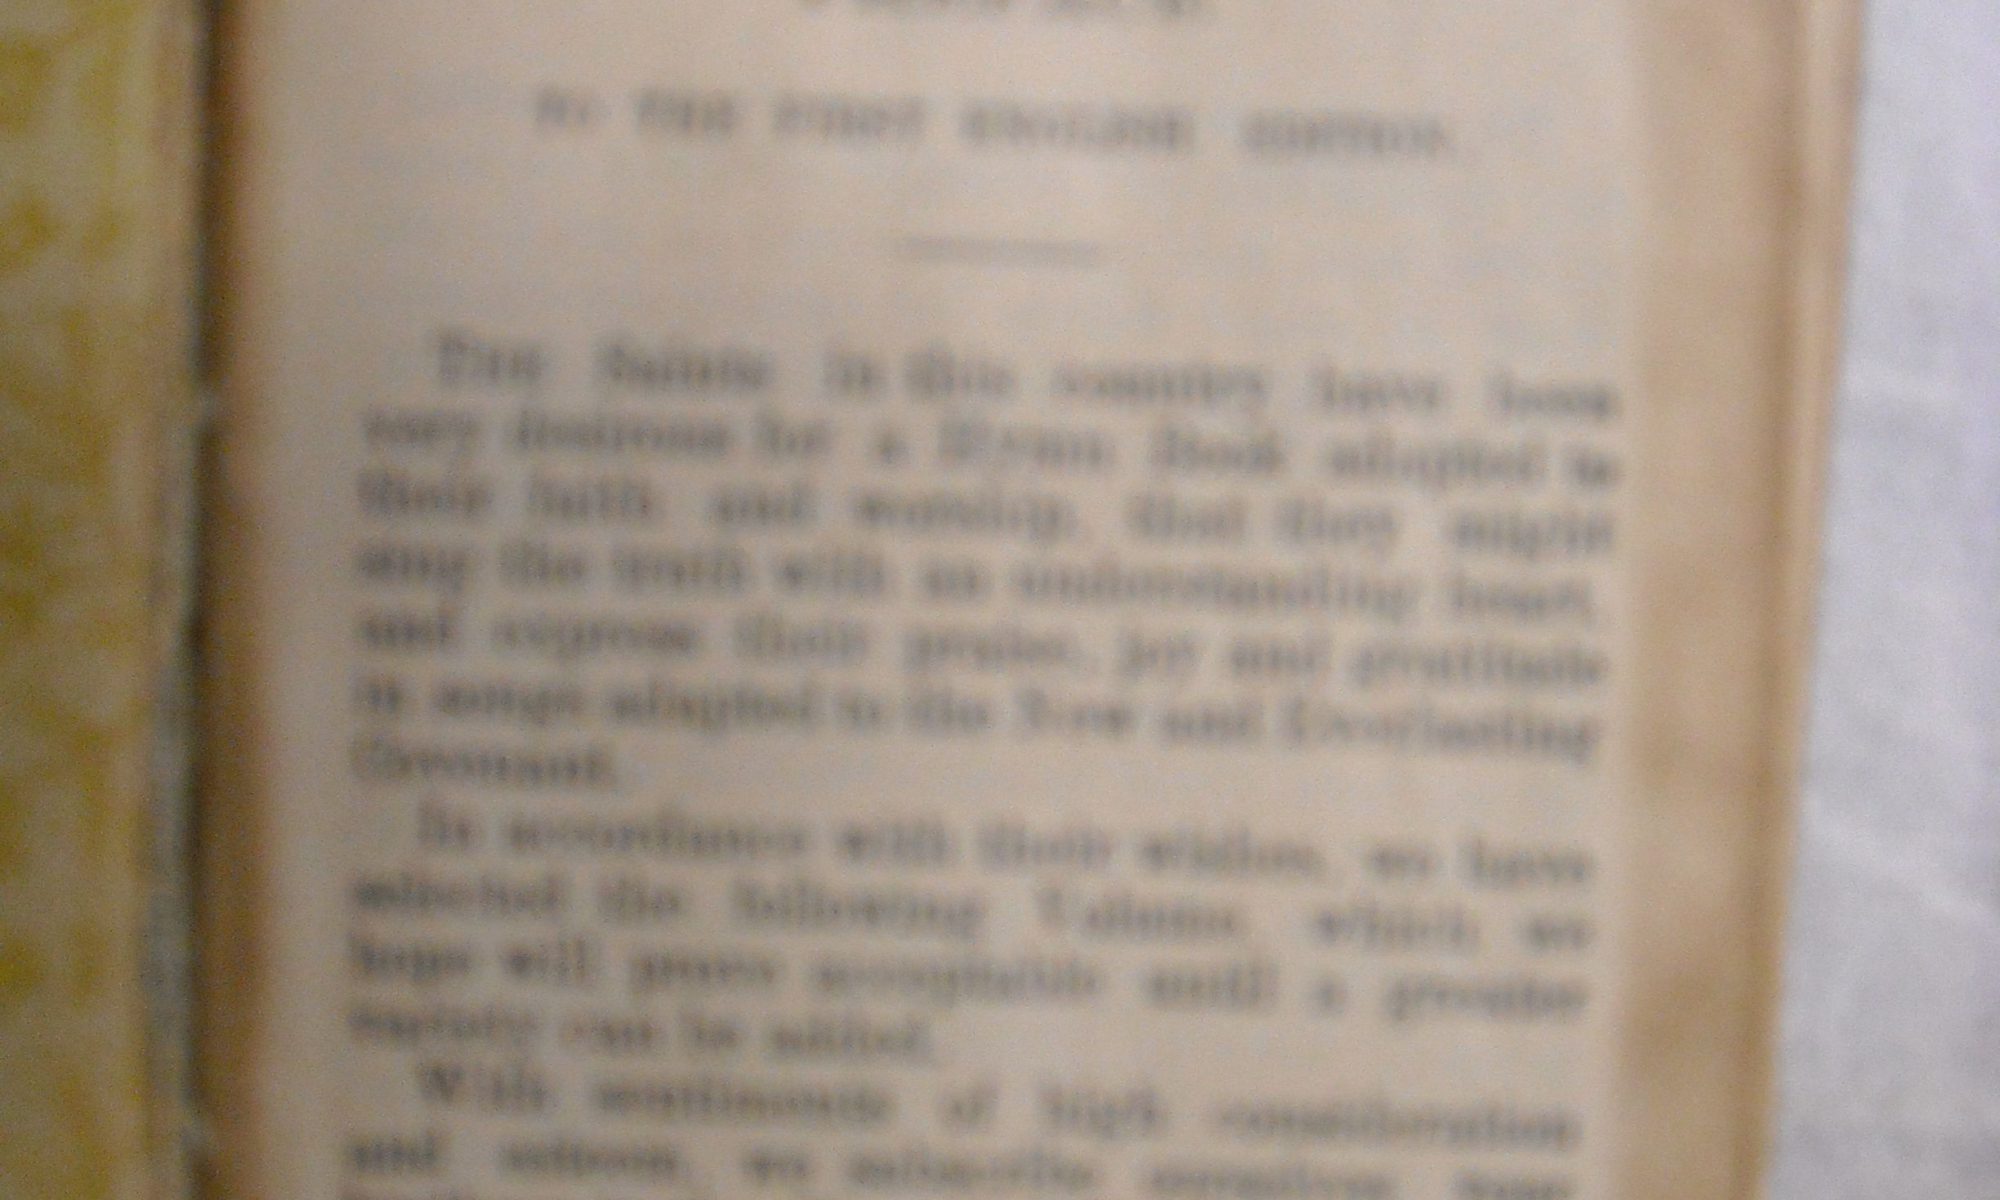 TO THE FIRST ENGLISH EDITION.
THE Saints in this country have been
very desirous for a Hymn Book adapted to
their faith and worship, that they might
sing the truth with an understanding heart,
and express their praise, joy and gratitude
in songs adapted to the New and Everlasting
Covenant.
In accordance with their wishes, we have
selected the following Volume, which we
hope will prove acceptable until a greater
variety can be added.
With sentiments of high consideration
and esteem, we subscribe ourselves your